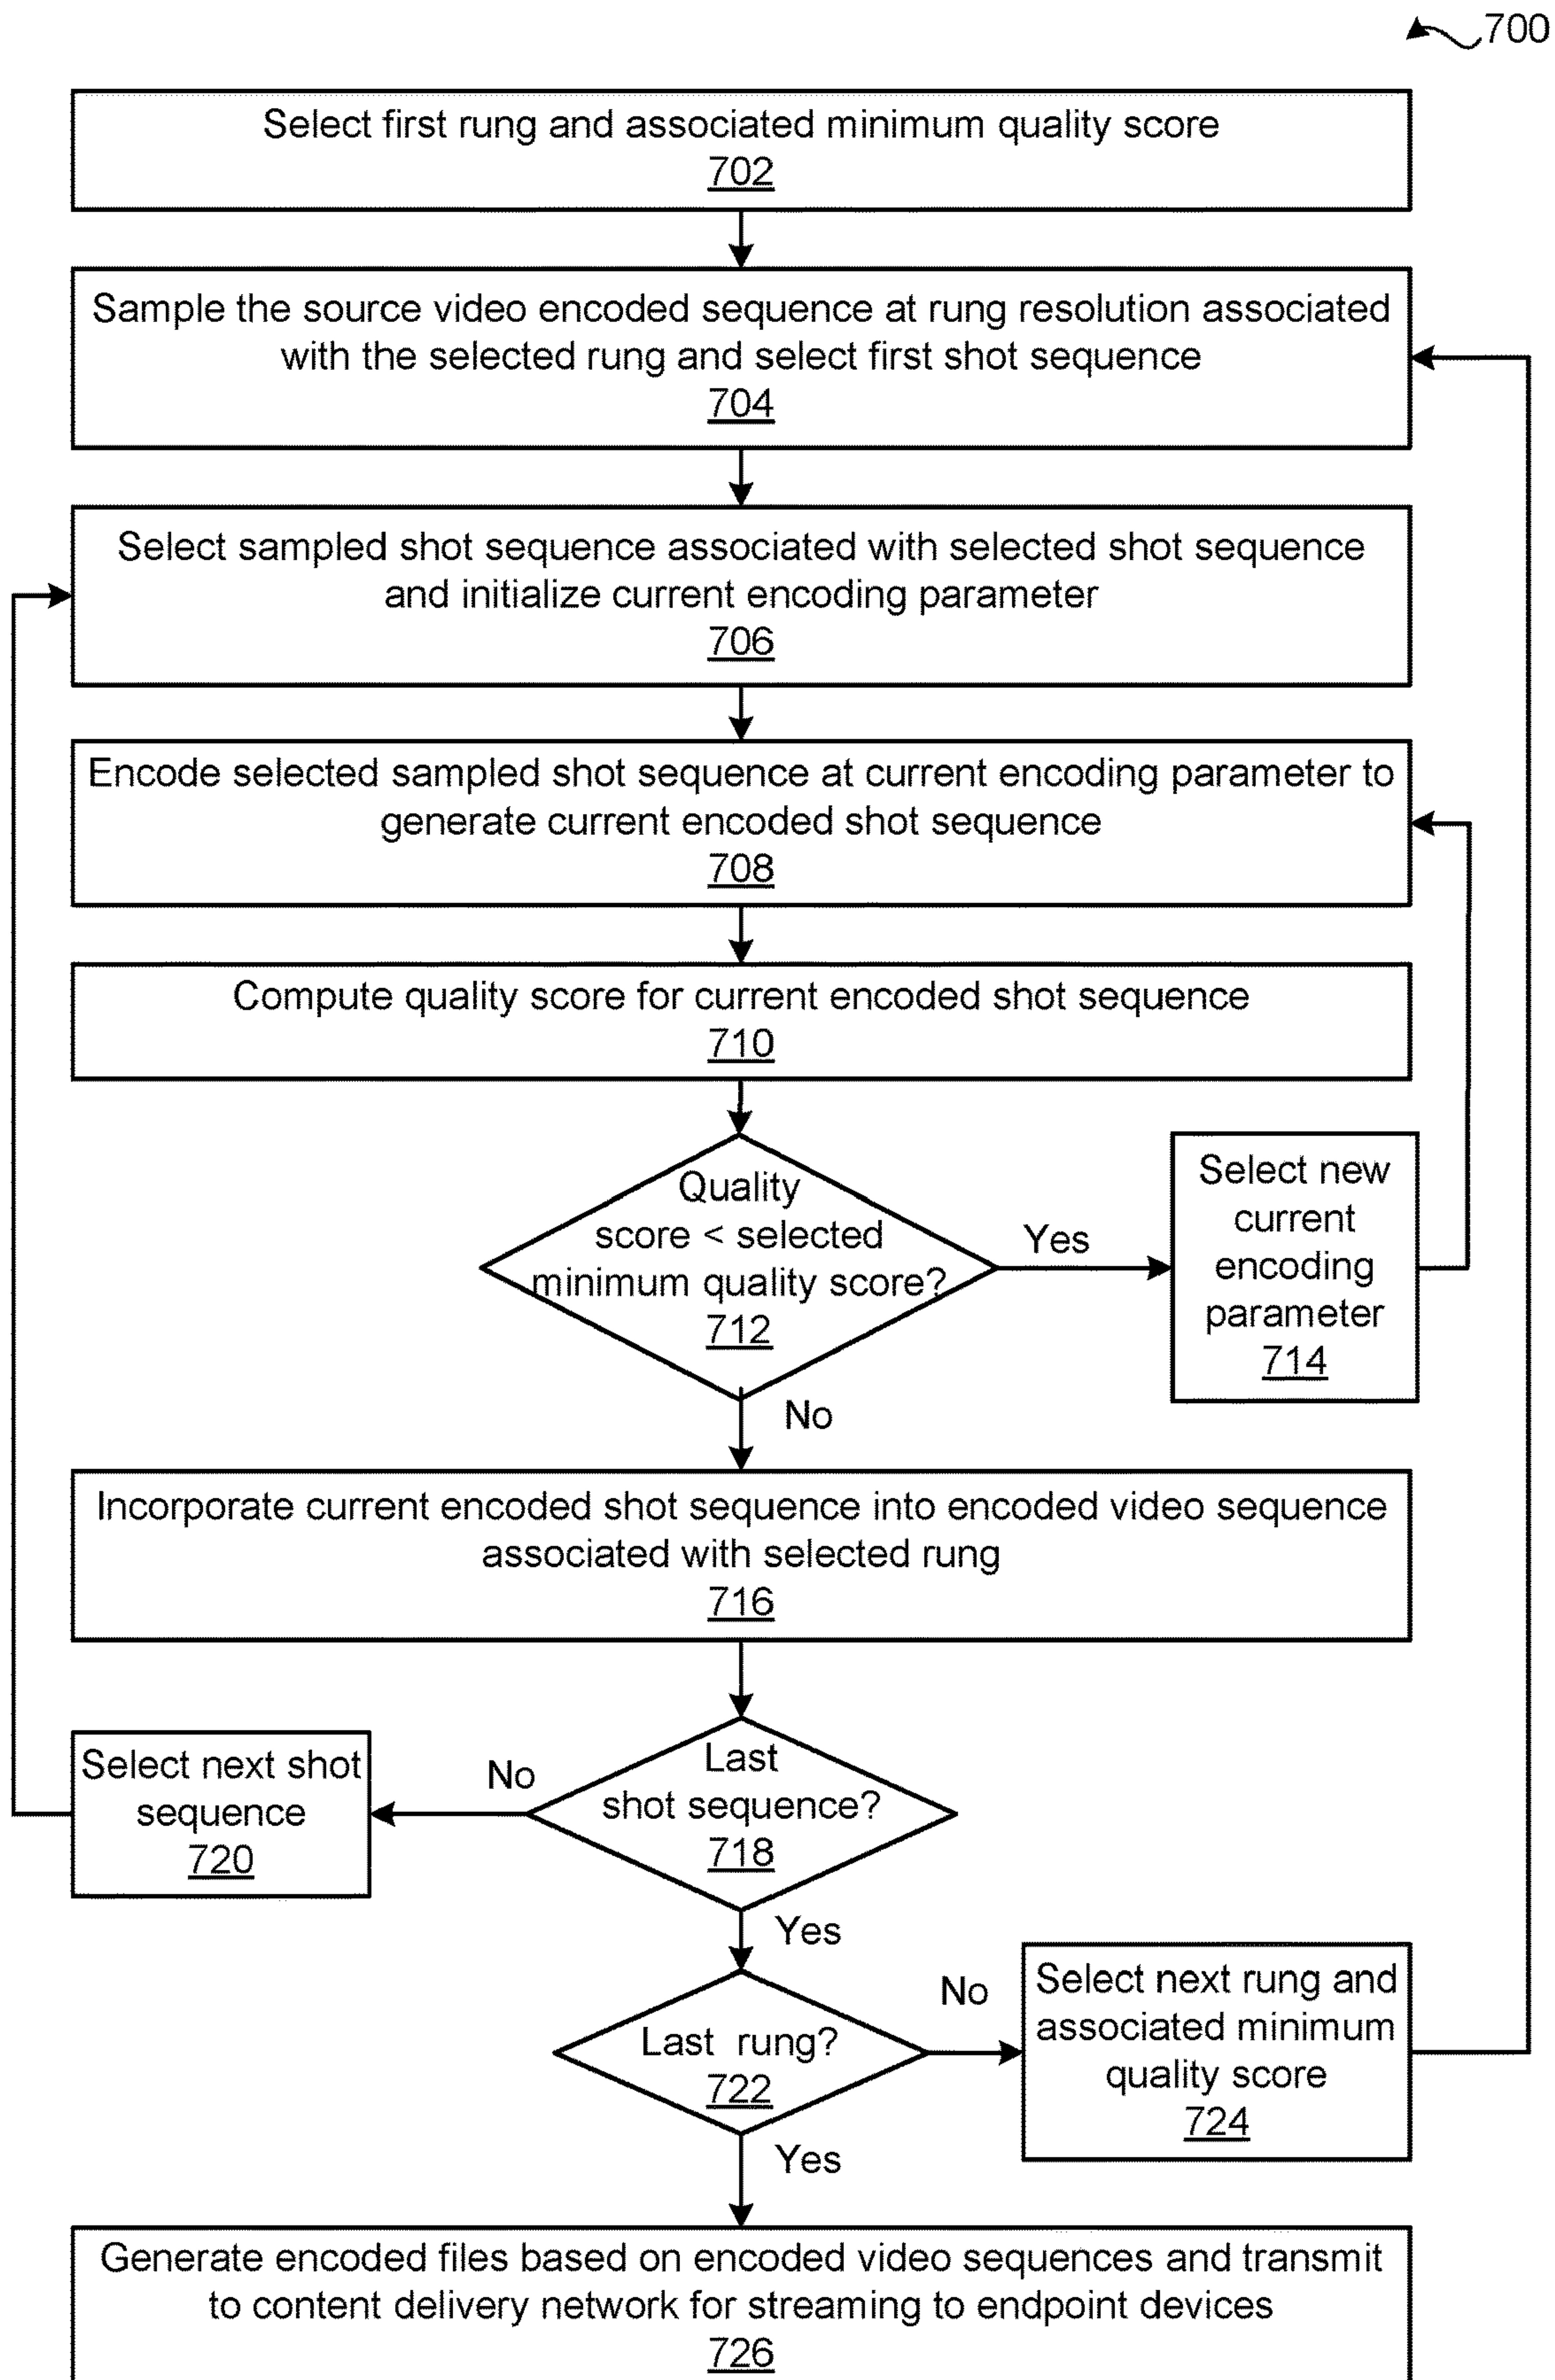 700
Select first rung and associated minimum quality score
702
Sample the source video encoded sequence at rung resolution associated
with the selected rung and select first shot sequence
704
Select sampled shot sequence associated with selected shot sequence
and initialize current encoding parameter
706
Encode selected sampled shot sequence at current encoding parameter to
generate current encoded shot sequence
708
Compute quality score for current encoded shot sequence
710
Quality
score < selected
minimum quality score?
712
Yes
Select new
current
encoding
parameter
714
No
Incorporate current encoded shot sequence into encoded video sequence
associated with selected rung
716
Last
shot sequence?
718
No
Select next shot
sequence
720
Yes
Last rung?
722
No
Select next rung and
associated minimum
quality score
724
Yes
Generate encoded files based on encoded video sequences and transmit
to content delivery network for streaming to endpoint devices
726